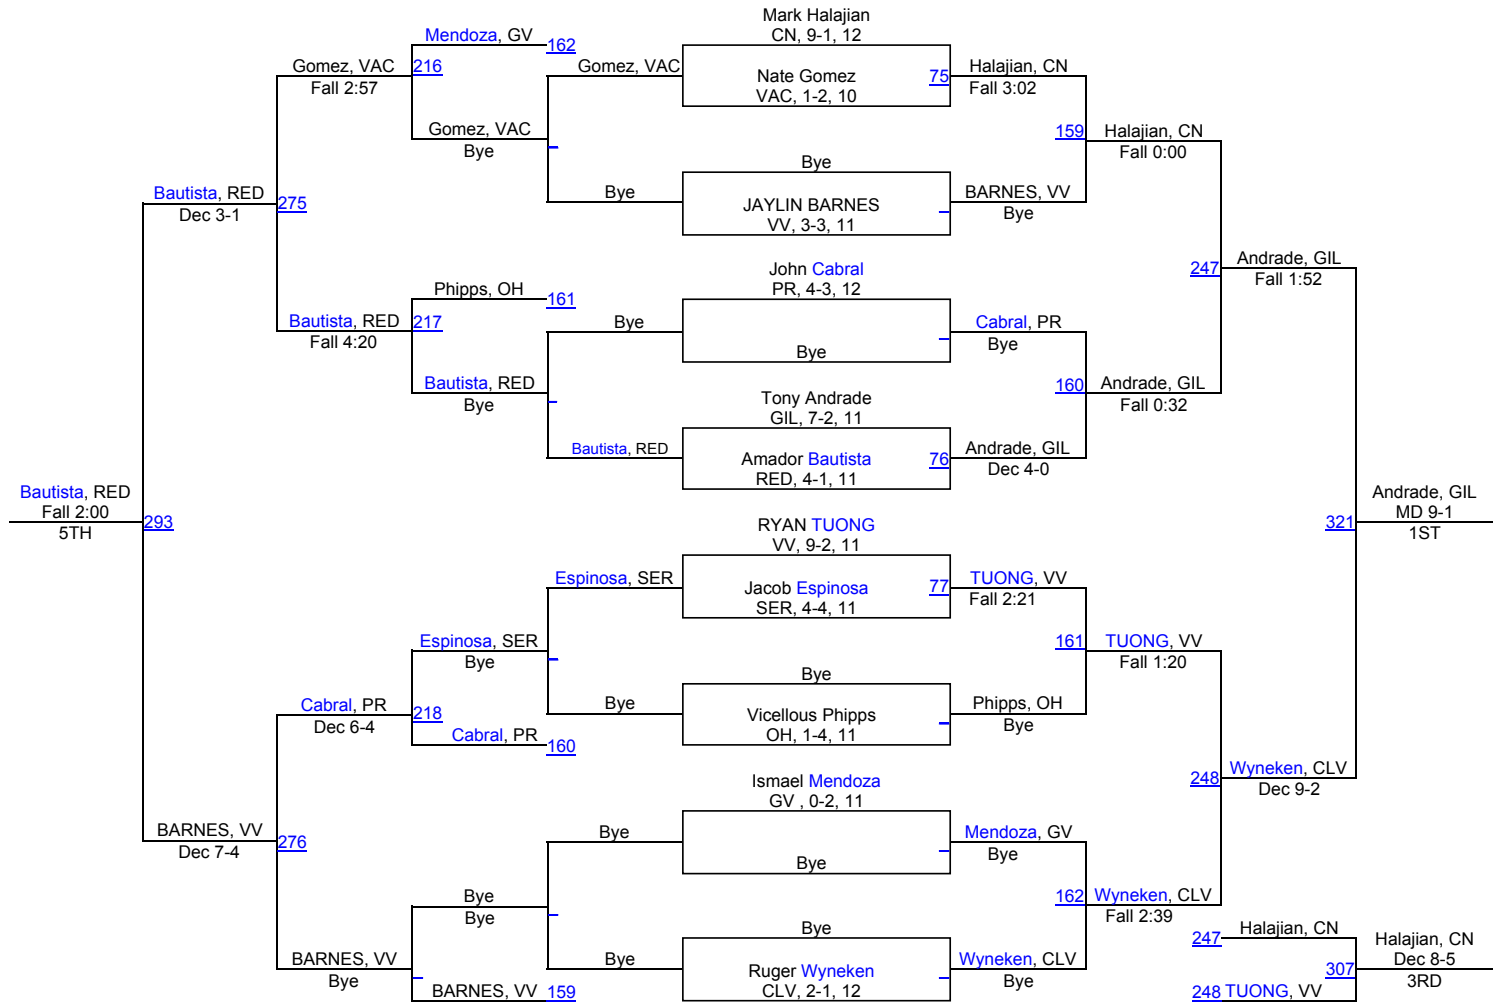 Mark Halajian
CN, 9-1, 12
Mendoza, GV
162
Gomez, VAC
216
Fall 2:57
Gomez, VAC
Nate Gomez
VAC, 1-2, 10
75
Halajian, CN
Fall 3:02
Gomez, VAC
Bye
159
Halajian, CN
Fall 0:00
Bye
Bautista, RED
275
Dec 3-1
Bye
JAYLIN BARNES
VV, 3-3, 11
BARNES, VV
Bye
John Cabral
PR, 4-3, 12
247
Andrade, GIL
Fall 1:52
Phipps, OH
161
Bautista, RED
217
Fall 4:20
Bye
Bye
Cabral, PR
Bye
Bautista, RED
Bye
160
Andrade, GIL
Fall 0:32
Tony Andrade
GIL, 7-2, 11
Bautista, RED
Amador Bautista
RED, 4-1, 11
76
Andrade, GIL
Dec 4-0
Bautista, RED
Fall 2:00
5TH
293
321
Andrade, GIL
MD 9-1
1ST
RYAN TUONG
VV, 9-2, 11
Espinosa, SER
Jacob Espinosa
SER, 4-4, 11
77
TUONG, VV
Fall 2:21
Espinosa, SER
Bye
161
TUONG, VV
Fall 1:20
Bye
Cabral, PR
218
Dec 6-4
Cabral, PR
160
Bye
Vicellous Phipps
OH, 1-4, 11
Phipps, OH
Bye
Ismael Mendoza
GV , 0-2, 11
248
Wyneken, CLV
Dec 9-2
BARNES, VV
276
Dec 7-4
Bye
Bye
Mendoza, GV
Bye
Bye
Bye
162
Wyneken, CLV
Fall 2:39
Bye
BARNES, VV
Bye
BARNES, VV
159
Bye
Ruger Wyneken
CLV, 2-1, 12
Wyneken, CLV
Bye
247
Halajian, CN
307
Halajian, CN
Dec 8-5
3RD
248
TUONG, VV